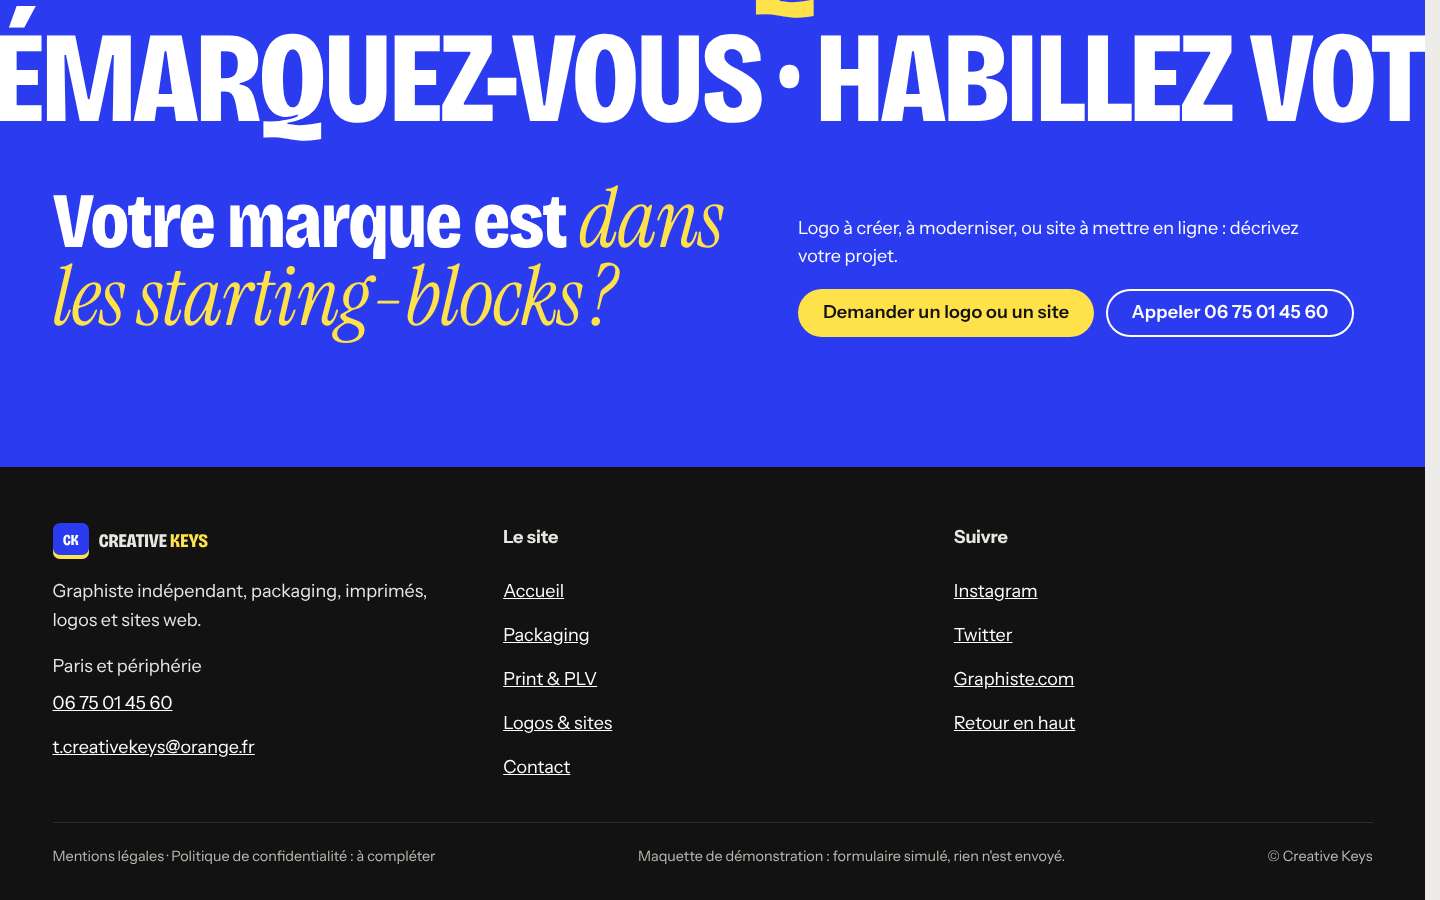 ÉMARQUEZ-VOUS · HABILLEZ VOT
Votre marque est dans
les starting-blocks ?
Logo à créer, à moderniser, ou site à mettre en ligne : décrivez
votre projet.
Demander un logo ou un site
Appeler 06 75 01 45 60
CK CREATIVE KEYS
Graphiste indépendant, packaging, imprimés,
logos et sites web.
Paris et périphérie
06 75 01 45 60
t.creativekeys@orange.fr
Le site
Accueil
Packaging
Print & PLV
Logos & sites
Contact
Suivre
Instagram
Twitter
Graphiste.com
Retour en haut
Mentions légales · Politique de confidentialité : à compléter
Maquette de démonstration : formulaire simulé, rien n'est envoyé.
© Creative Keys